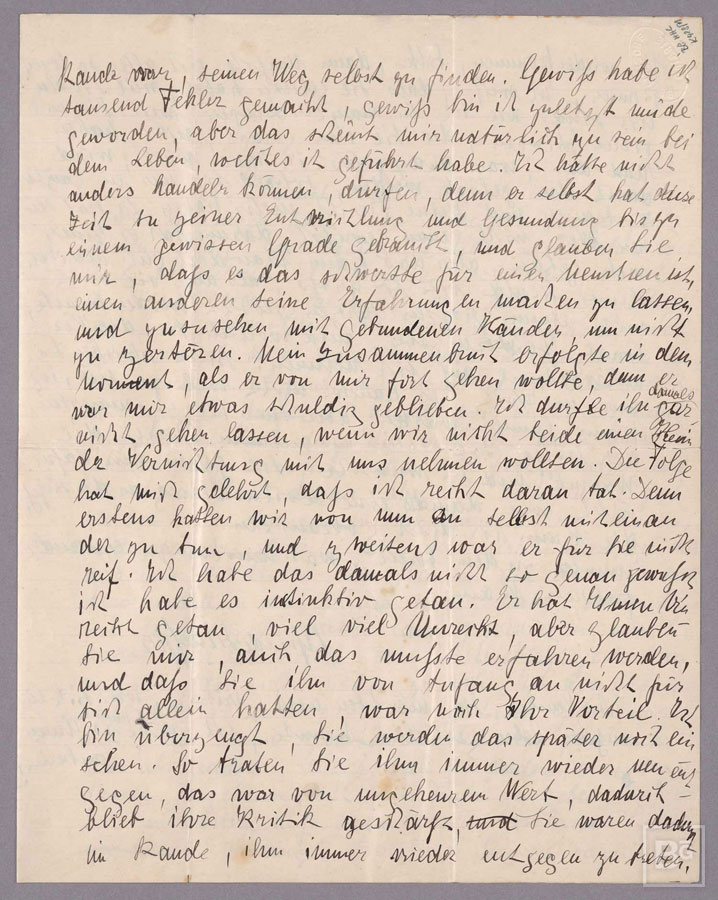 stande war, seinen Weg selbst zu finden. Gewiß habe ich
tausend Fehler gemacht, gewiß bin ich zuletzt müde
geworden, aber das scheint mir natürlich zu sein bei
dem Leben, welches ich geführt habe. Ich hätte nicht
anders handeln können, dürfen, denn er selbst hat diese
Zeit zu seiner Entwicklung und Gesundung bis zu
einem gewissen Grade gebraucht, und glauben Sie
mir, daß es das schwerste für einen Menschen ist,
einen anderen seine Erfahrungen machen zu lassen,
und zuzusehen mit gebundenen Händen, um nicht
zu zerstören. Mein Zusammenbruch erfolgte in dem
Moment, als er von mir fort gehen wollte, denn er
war mir etwas schuldig geblieben. Ich durfte ihn damals gar
nicht gehen lassen, wenn wir nicht beide einen Keim
der Vernichtung mit uns nehmen wollten. Die Folge
hat mich gelehrt, daß ich recht daran tat. Denn
erstens hatten wir von nun an selbst miteinan
der zu tun, und zweitens war er für Sie nicht
reif. Ich habe das damals nicht so genau gewußt
ich habe es instinktiv getan. Er hat Ihnen Un
recht getan, viel viel Unrecht, aber glauben
Sie mir, auch das mußte erfahren werden,
und daß Sie ihn von Anfang an nicht für
sich allein hatten, war noch Ihr Vorteil. Ich
bin überzeugt, Sie werden das später noch ein
sehen. So traten Sie ihm immer wieder neu ent
gegen, das war von ungeheurem Wert, dadurch
blieb ihre Kritik gestärkt, und Sie waren dadurch
im stande, ihm immer wieder entgegen zu treten,